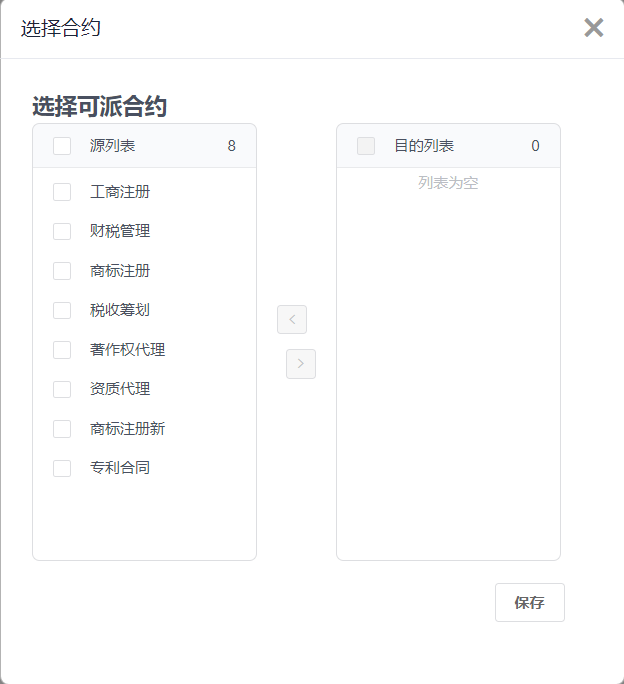 选择合约
选择可派合约
源列表 8
工商注册
财税管理
商标注册
税收筹划
著作权代理
资质代理
商标注册新
专利合同
目的列表 0
列表为空
保存